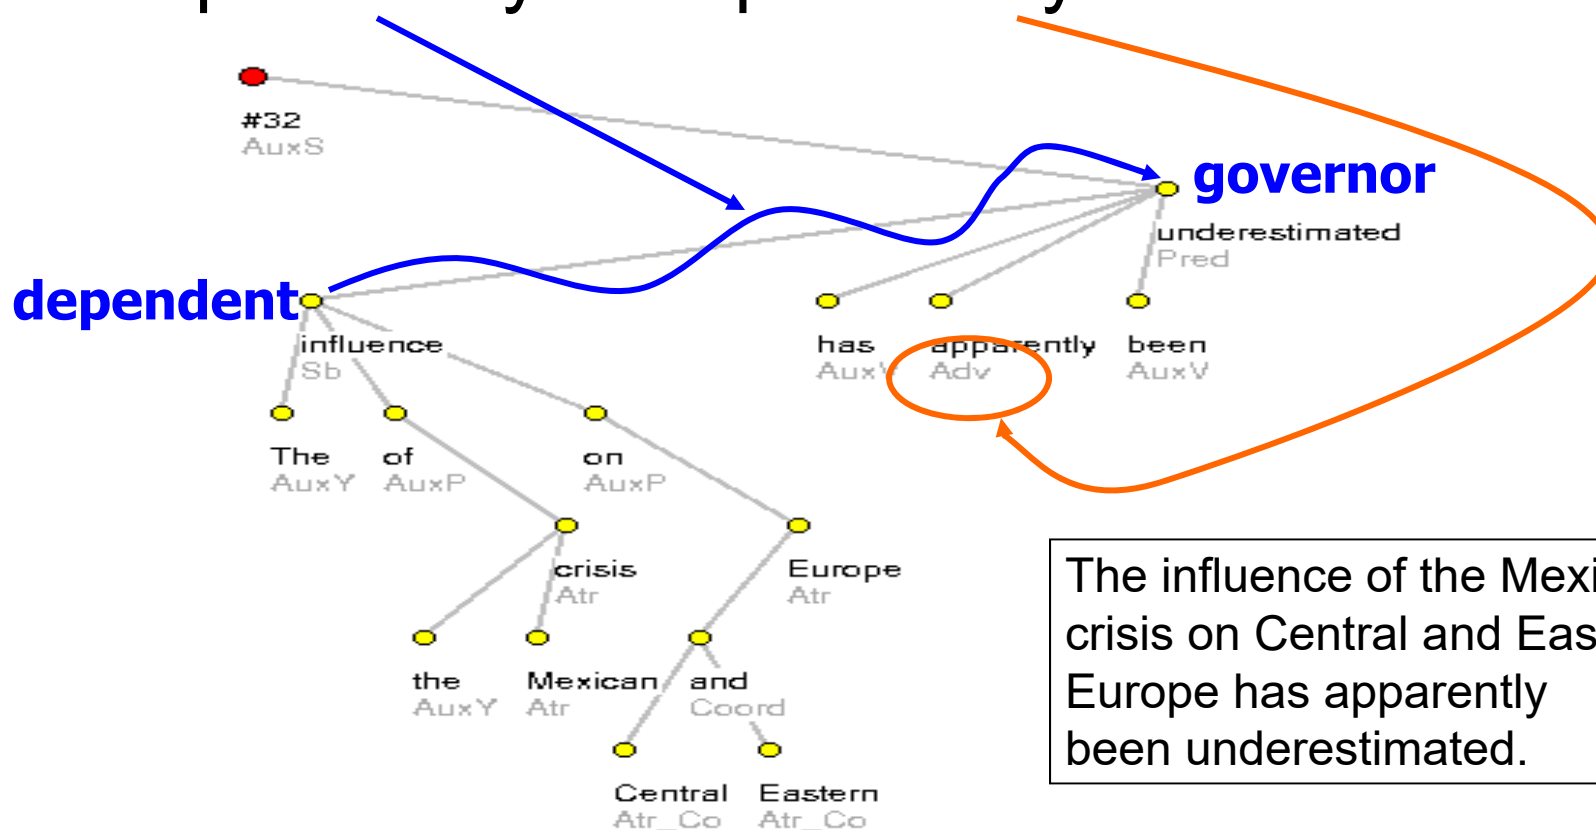 #32
AuxS
governor
underestimated
Pred
dependent
influence
Sb
has apparently been
Adv AuxV
The of on
AuxY AuxP AuxP
crisis Europe
Atr Atr
the Mexican and
AuxY Atr Coord
Central Eastern
Atr_Co Atr_Co
The influence of the
crisis on Central and
Europe has apparently
been underestimated.